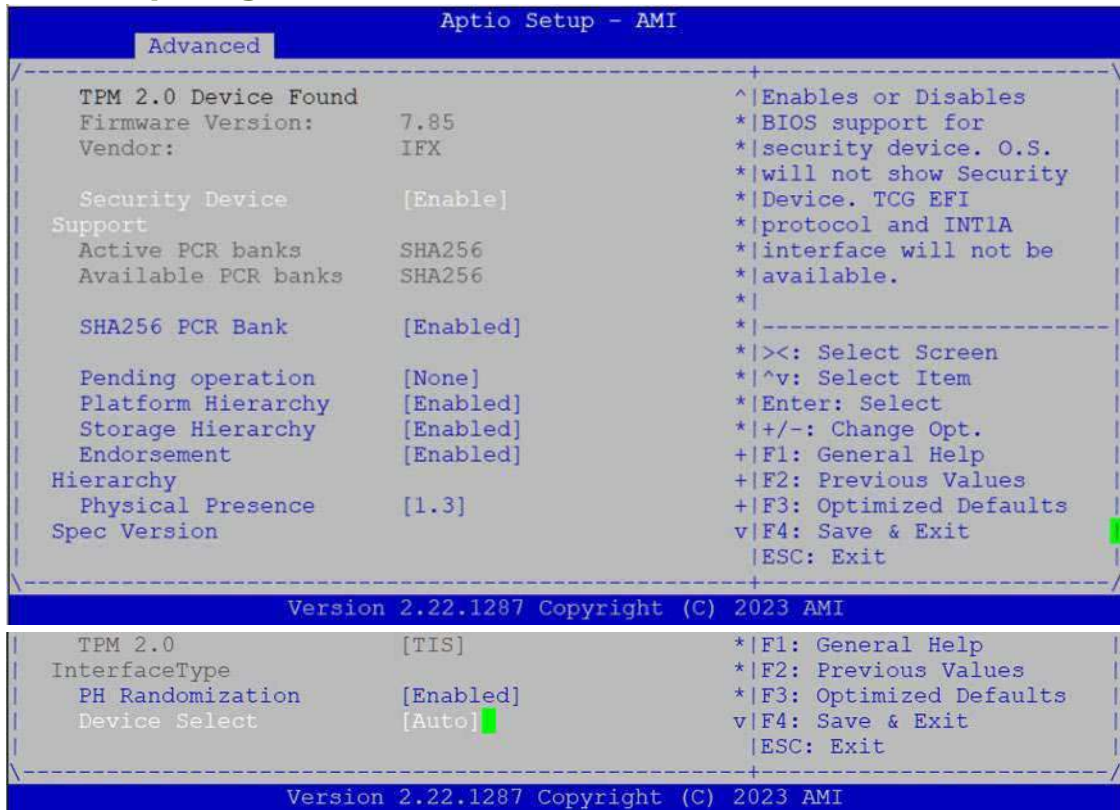 Aptio Setup - AMI
Advanced
/-------------------------------------------------------+--------------------------\
| TPM 2.0 Device Found ^|Enables or Disables |
| Firmware Version: 7.85 *|BIOS support for |
| Vendor: IFX *|security device. O.S. |
| *|will not show Security |
| Security Device [Enable] *|Device. TCG EFI |
| Support *|protocol and INT1A |
| Active PCR banks SHA256 *|interface will not be |
| Available PCR banks SHA256 *|available. |
| *| |
| SHA256 PCR Bank [Enabled] *|--------------------------|
| *|><: Select Screen |
| Pending operation [None] *|^v: Select Item |
| Platform Hierarchy [Enabled] *|Enter: Select |
| Storage Hierarchy [Enabled] *|+/-: Change Opt. |
| Endorsement [Enabled] +|F1: General Help |
| Hierarchy +|F2: Previous Values |
| Physical Presence [1.3] +|F3: Optimized Defaults |
| Spec Version v|F4: Save & Exit |
| |ESC: Exit |
\-------------------------------------------------------+--------------------------/
Version 2.22.1287 Copyright (C) 2023 AMI
| TPM 2.0 [TIS] *|F1: General Help |
| InterfaceType *|F2: Previous Values |
| PH Randomization [Enabled] *|F3: Optimized Defaults |
| Device Select [Auto] v|F4: Save & Exit |
| |ESC: Exit |
\-------------------------------------------------------+--------------------------/
Version 2.22.1287 Copyright (C) 2023 AMI